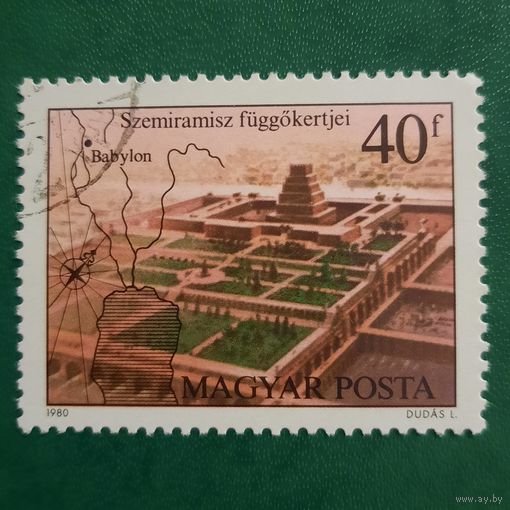 Szemiramisz függőkertjei
40f
Babylon
MAGYAR POSTA
1980
DUDÁS L.
www.ay.by